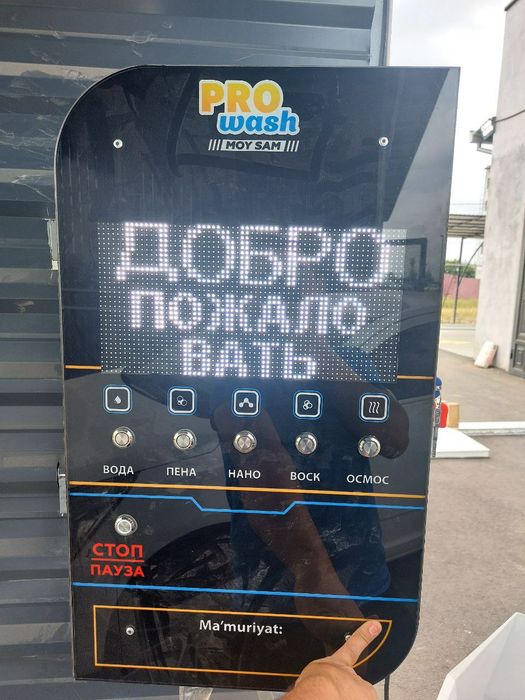 PRO
wash
MOY SAM
ДОБРО
ПОЖАЛО
ВАТЬ
ВОДА ПЕНА НАНО ВОСК ОСМОС
СТОП
ПАУЗА
Ma'muriyat: